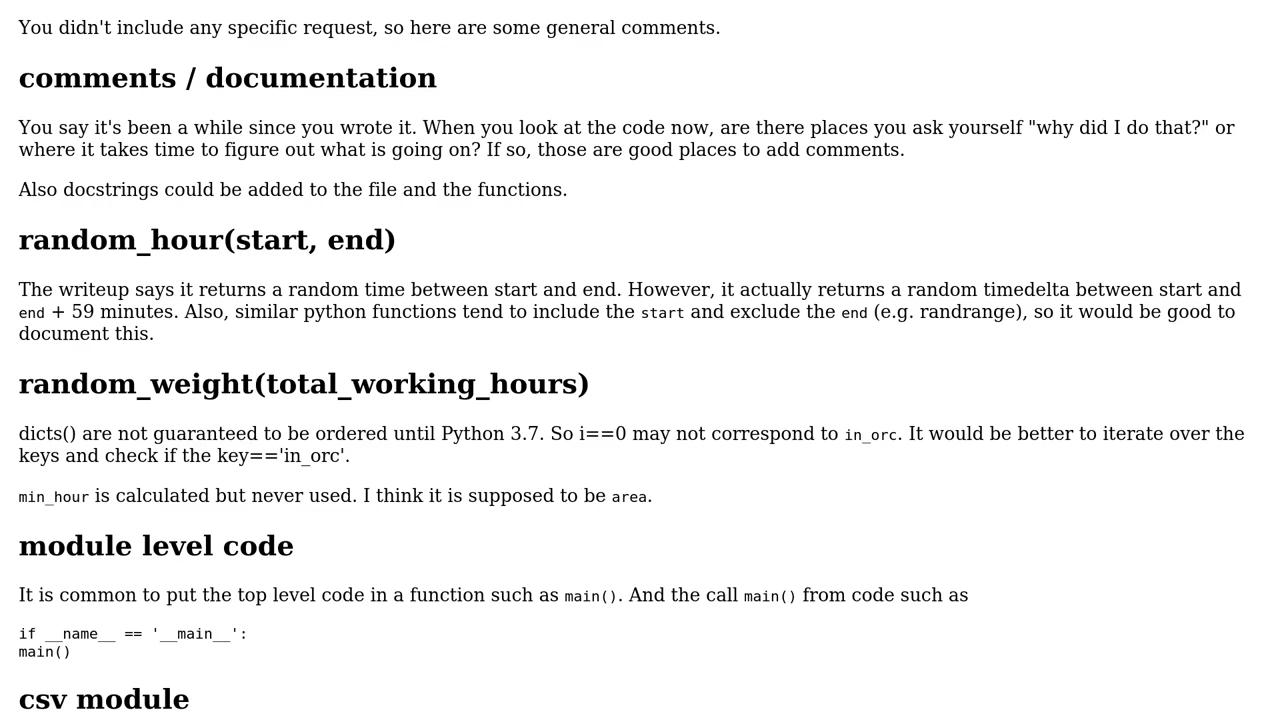 You didn't include any specific request, so here are some general comments.
comments / documentation
You say it's been a while since you wrote it. When you look at the code now, are there places you ask yourself "why did I do that?" or
where it takes time to figure out what is going on? If so, those are good places to add comments.
Also docstrings could be added to the file and the functions.
random_hour(start, end)
The writeup says it returns a random time between start and end. However, it actually returns a random timedelta between start and
end + 59 minutes. Also, similar python functions tend to include the start and exclude the end (e.g. randrange), so it would be good to
document this.
random_weight(total_working_hours)
dicts() are not guaranteed to be ordered until Python 3.7. So i==0 may not correspond to in_orc. It would be better to iterate over the
keys and check if the key=='in_orc'.
min_hour is calculated but never used. I think it is supposed to be area.
module level code
It is common to put the top level code in a function such as main(). And the call main() from code such as
if __name__ == '__main__':
main()
csv module